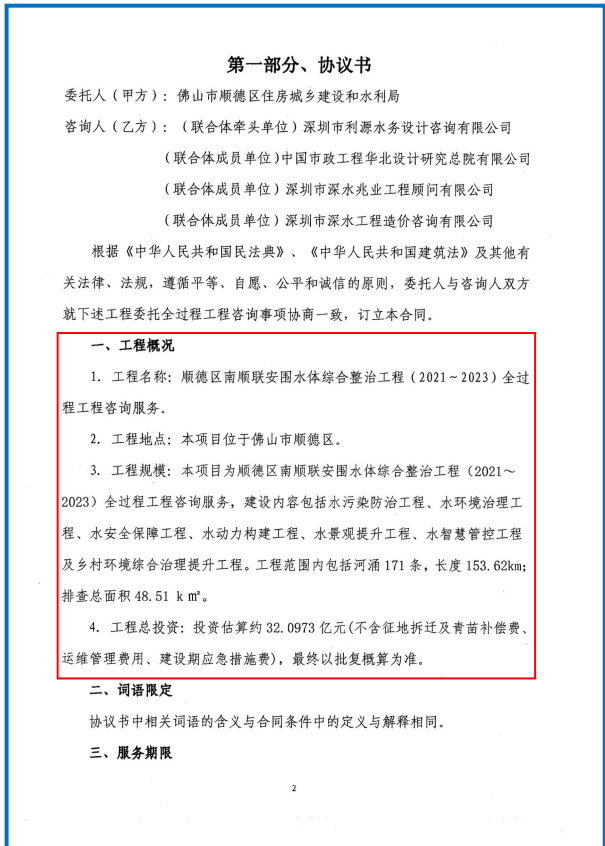 第一部分、协议书
委托人（甲方）：佛山市顺德区住房城乡建设和水利局
咨询人（乙方）：（联合体牵头单位）深圳市利源水务设计咨询有限公司
（联合体成员单位)中国市政工程华北设计研究总院有限公司
（联合体成员单位）深圳市深水兆业工程顾问有限公司
（联合体成员单位）深圳市深水工程造价咨询有限公司
根据《中华人民共和国民法典》、《中华人民共和国建筑法》及其他有
关法律、法规，遵循平等、自愿、公平和诚信的原则，委托人与咨询人双方
就下述工程委托全过程工程咨询事项协商一致，订立本合同。
一、工程概况
1. 工程名称：顺德区南顺联安围水体综合整治工程（2021～2023）全过
程工程咨询服务。
2. 工程地点：本项目位于佛山市顺德区。
3. 工程规模：本项目为顺德区南顺联安围水体综合整治工程（2021～
2023）全过程工程咨询服务，建设内容包括水污染防治工程、水环境治理工
程、水安全保障工程、水动力构建工程、水景观提升工程、水智慧管控工程
及乡村环境综合治理提升工程。工程范围内包括河涌 171 条，长度 153.62km；
排查总面积 48.51 k ㎡。
4. 工程总投资：投资估算约 32.0973 亿元(不含征地拆迁及青苗补偿费、
运维管理费用、建设期应急措施费)，最终以批复概算为准。
二、词语限定
协议书中相关词语的含义与合同条件中的定义与解释相同。
三、服务期限
2